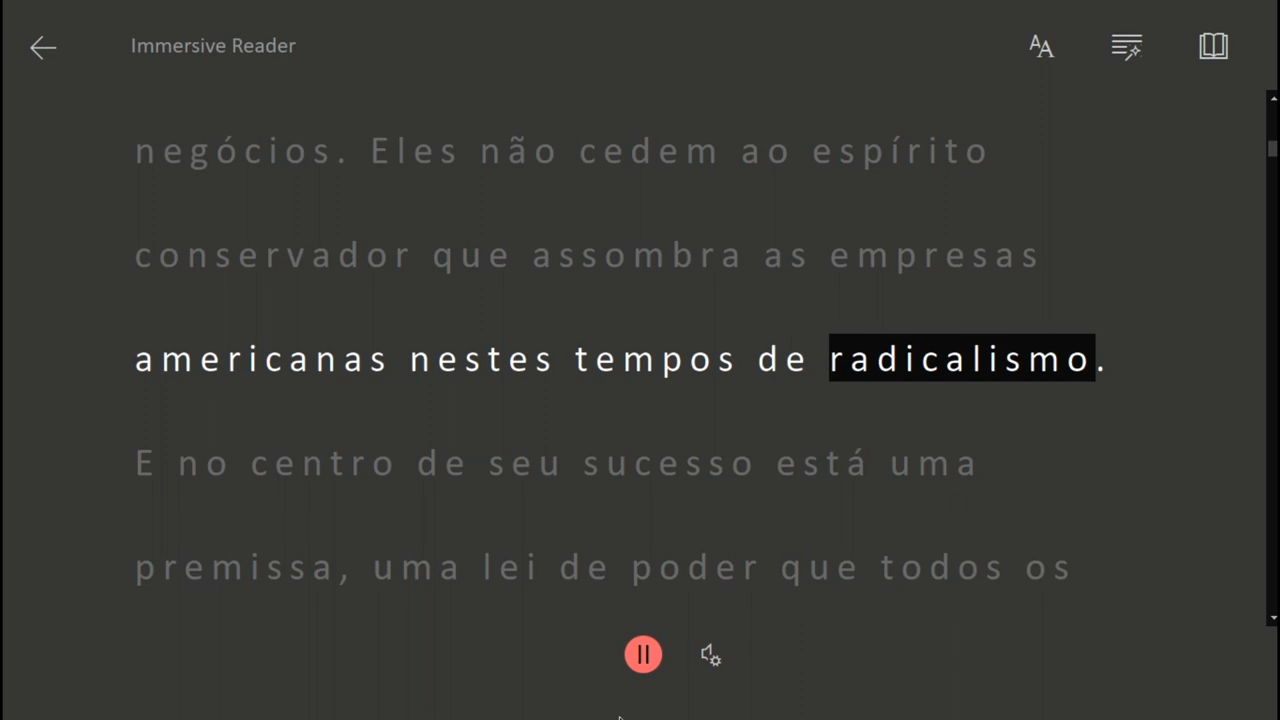 Immersive Reader
negócios. Eles não cedem ao espírito
conservador que assombra as empresas
americanas nestes tempos de radicalismo.
E no centro de seu sucesso está uma
premissa, uma lei de poder que todos os